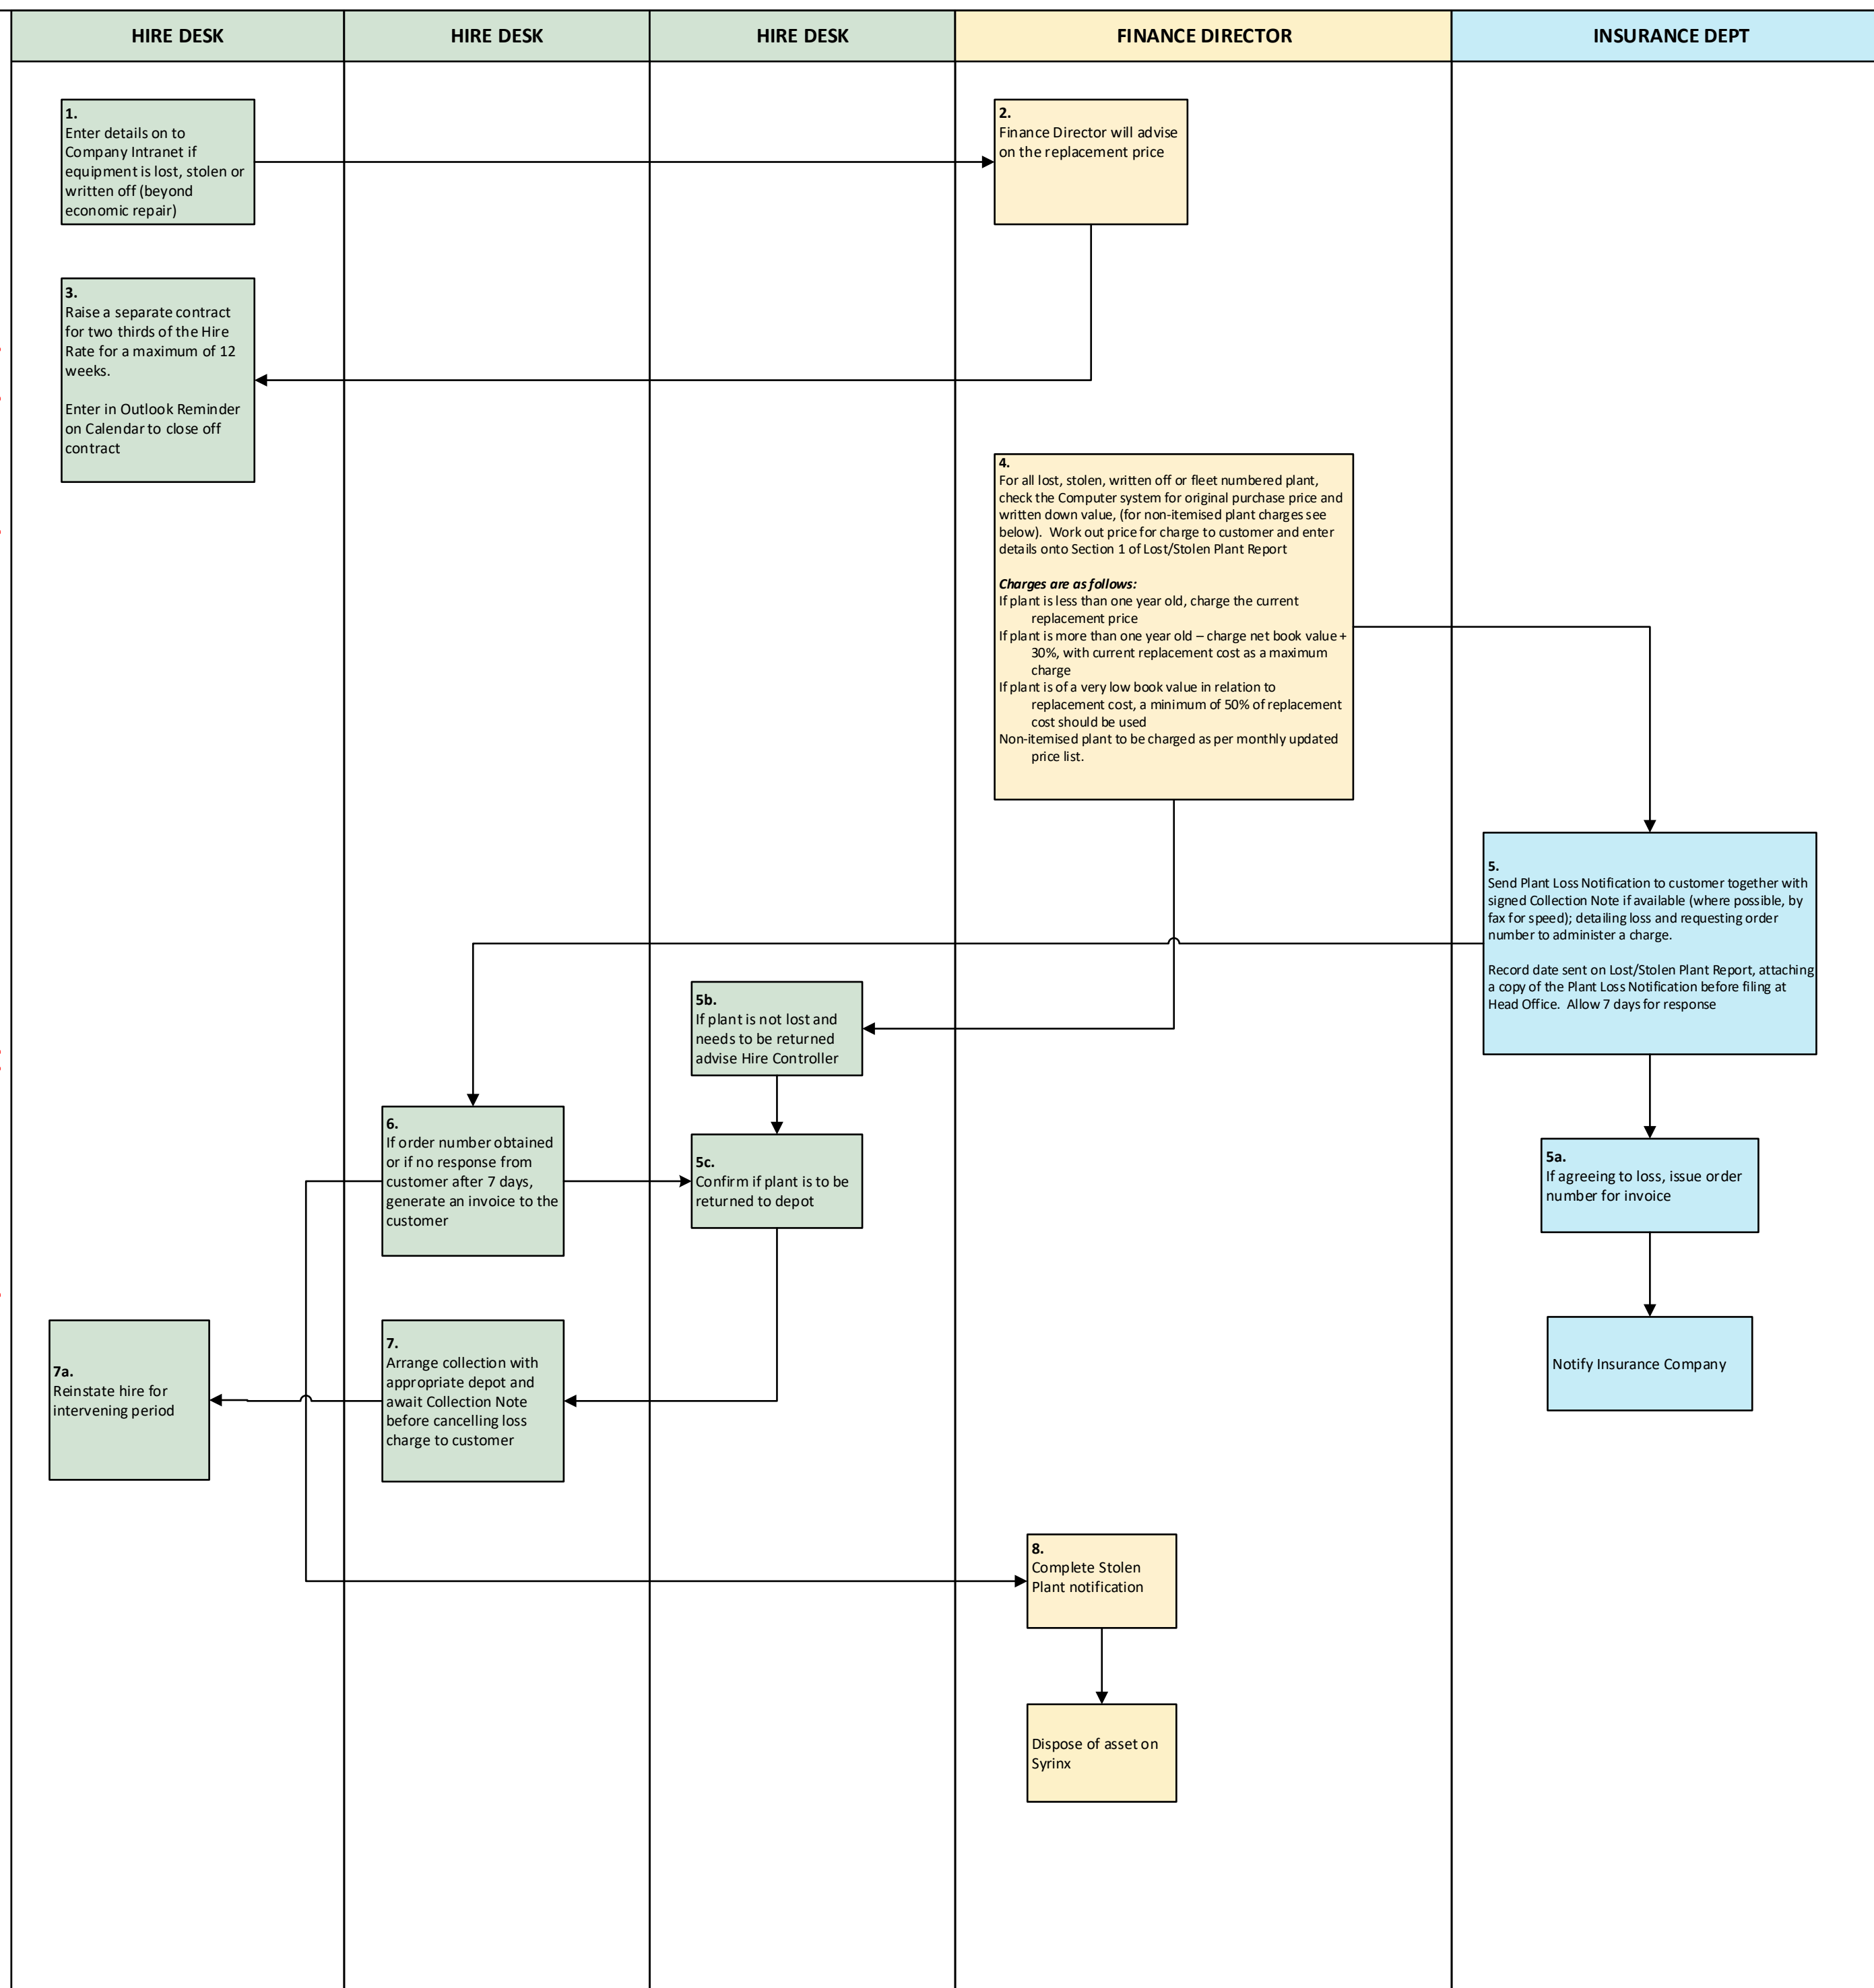 HIRE DESK
HIRE DESK
HIRE DESK
FINANCE DIRECTOR
INSURANCE DEPT
1.
Enter details on to
Company Intranet if
equipment is lost, stolen or
written off (beyond
economic repair)
2.
Finance Director will advise
on the replacement price
3.
Raise a separate contract
for two thirds of the Hire
Rate for a maximum of 12
weeks.
Enter in Outlook Reminder
on Calendar to close off
contract
4.
For all lost, stolen, written off or fleet numbered plant,
check the Computer system for original purchase price and
written down value, (for non-itemised plant charges see
below).  Work out price for charge to customer and enter
details onto Section 1 of Lost/Stolen Plant Report
Charges are as follows:
If plant is less than one year old, charge the current
replacement price
If plant is more than one year old – charge net book value +
30%, with current replacement cost as a maximum
charge
If plant is of a very low book value in relation to
replacement cost, a minimum of 50% of replacement
cost should be used
Non-itemised plant to be charged as per monthly updated
price list.
5.
Send Plant Loss Notification to customer together with
signed Collection Note if available (where possible, by
fax for speed); detailing loss and requesting order
number to administer a charge.
Record date sent on Lost/Stolen Plant Report, attaching
a copy of the Plant Loss Notification before filing at
Head Office.  Allow 7 days for response
5b.
If plant is not lost and
needs to be returned
advise Hire Controller
6.
If order number obtained
or if no response from
customer after 7 days,
generate an invoice to the
customer
5c.
Confirm if plant is to be
returned to depot
5a.
If agreeing to loss, issue order
number for invoice
7a.
Reinstate hire for
intervening period
7.
Arrange collection with
appropriate depot and
await Collection Note
before cancelling loss
charge to customer
Notify Insurance Company
8.
Complete Stolen
Plant notification
Dispose of asset on
Syrinx